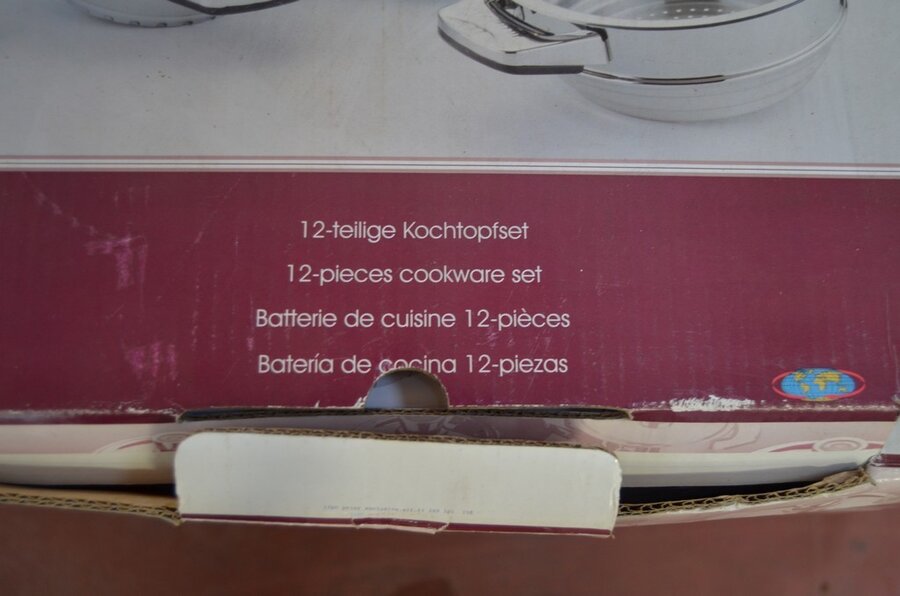 12-teilige Kochtopfset
12-pieces cookware set
Batterie de cuisine 12-pièces
Batería de cocina 12-piezas